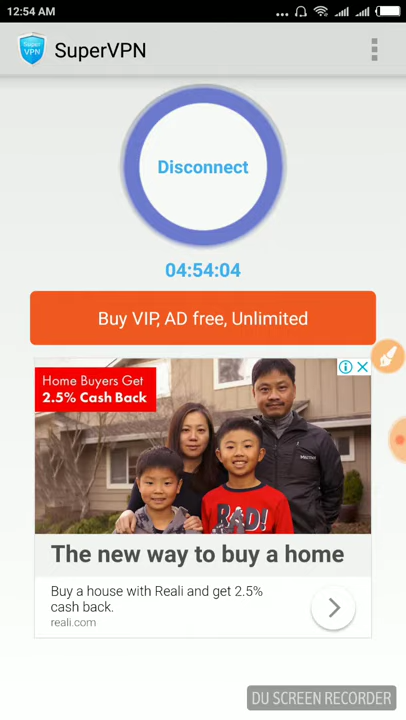 12:54 AM
Super
VPN
SuperVPN
Disconnect
04:54:04
Buy VIP, AD free, Unlimited
Home Buyers Get
2.5% Cash Back
BAD!
The new way to buy a home
Buy a house with Reali and get 2.5%
cash back.
reali.com
DU SCREEN RECORDER